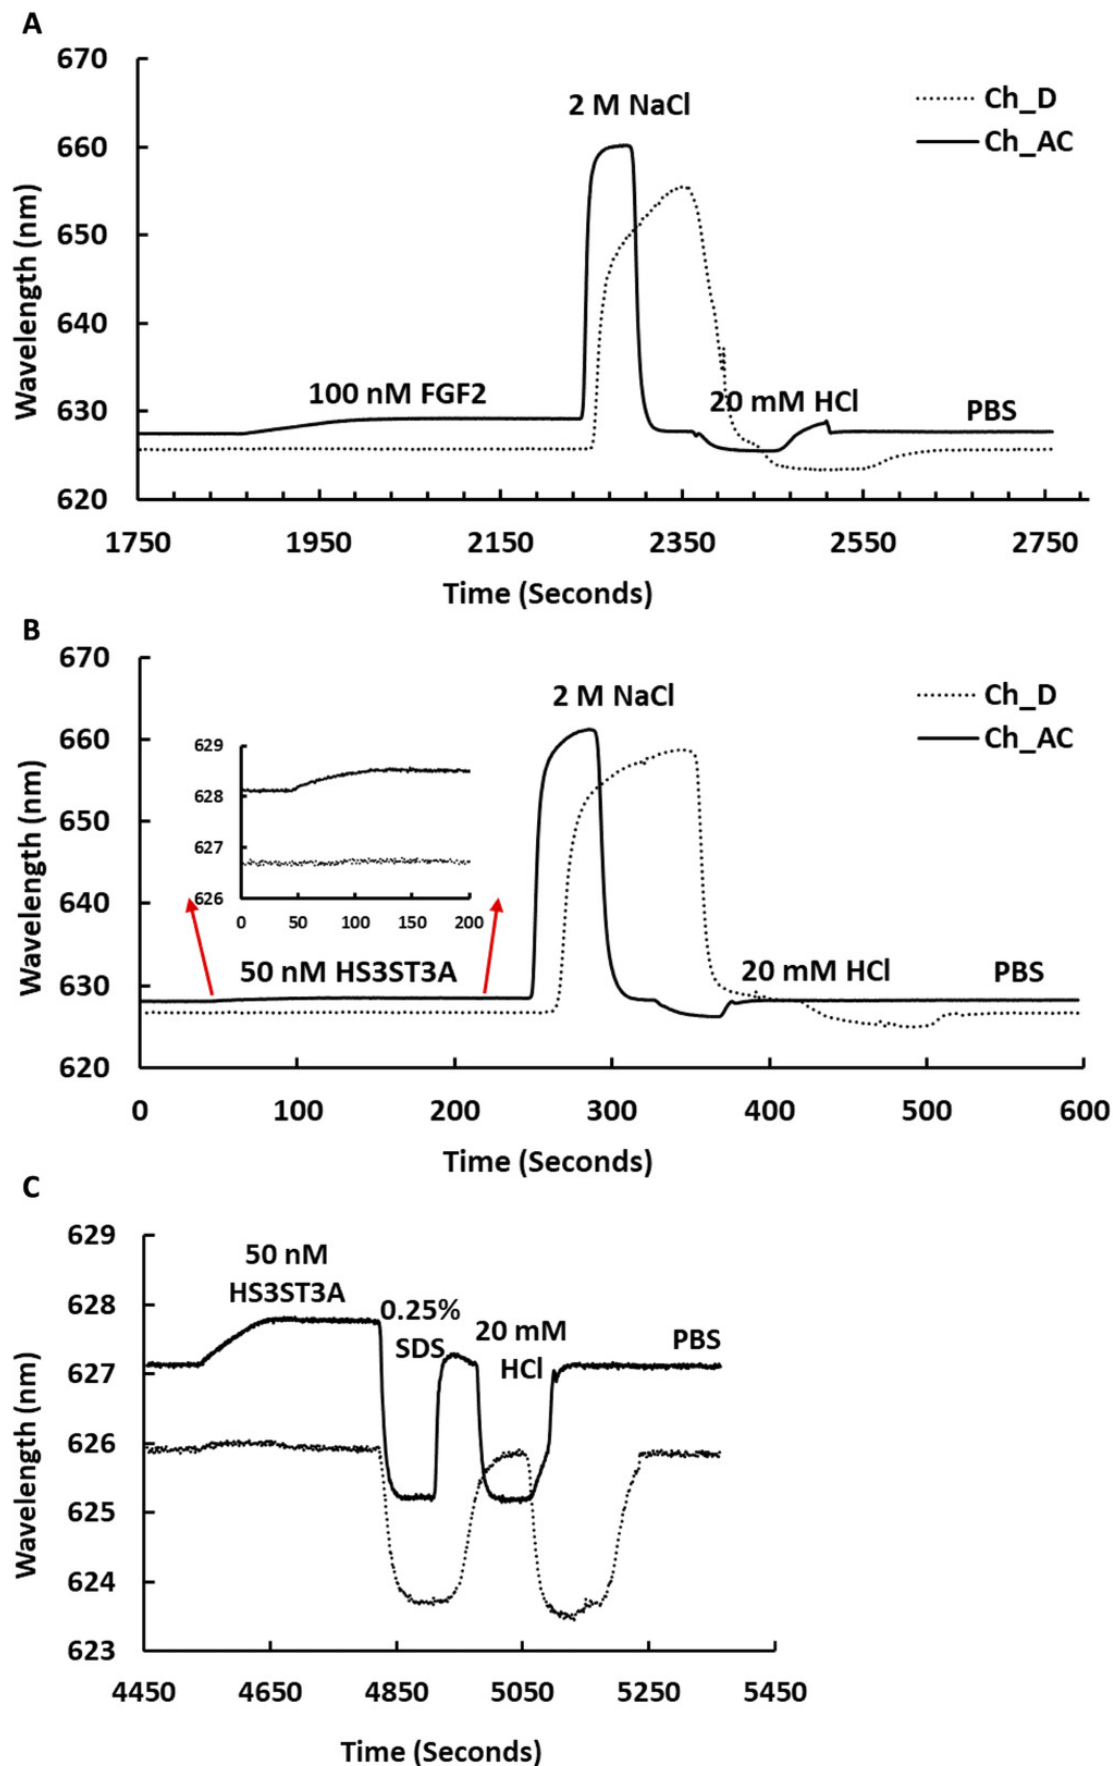 A
670
660
650
640
630
620
Wavelength (nm)
2 M NaCl
Ch_D
Ch_AC
100 nM FGF2
20 mM HCl
PBS
1750 1950 2150 2350 2550 2750
Time (Seconds)
B
670
660
650
640
630
620
Wavelength (nm)
2 M NaCl
Ch_D
Ch_AC
629
628
627
626
0 50 100 150 200
50 nM HS3ST3A
20 mM HCl
PBS
0 100 200 300 400 500 600
Time (Seconds)
C
629
628
627
626
625
624
623
Wavelength (nm)
50 nM
HS3ST3A
0.25%
SDS
20 mM
HCl
PBS
4450 4650 4850 5050 5250 5450
Time (Seconds)